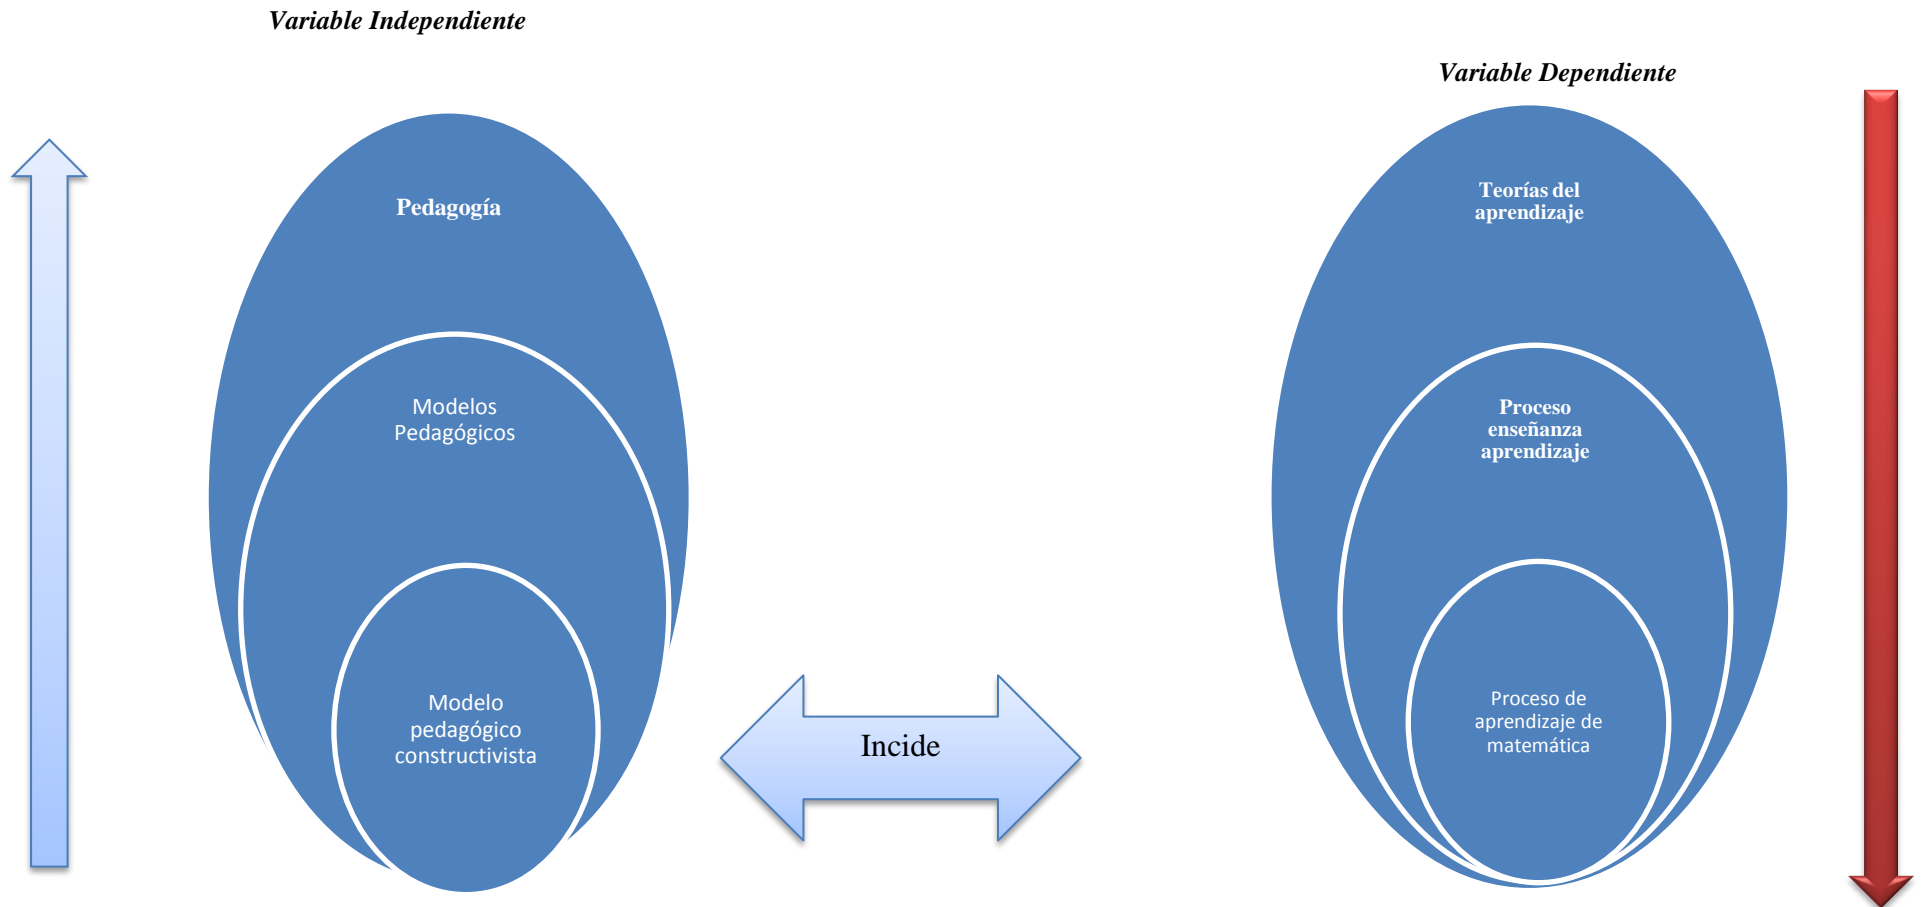 Variable Independiente
Variable Dependiente
Pedagogía
Teorías del
aprendizaje
Modelos
Pedagógicos
Proceso
enseñanza
aprendizaje
Modelo
pedagógico
constructivista
Incide
Proceso de
aprendizaje de
matemática